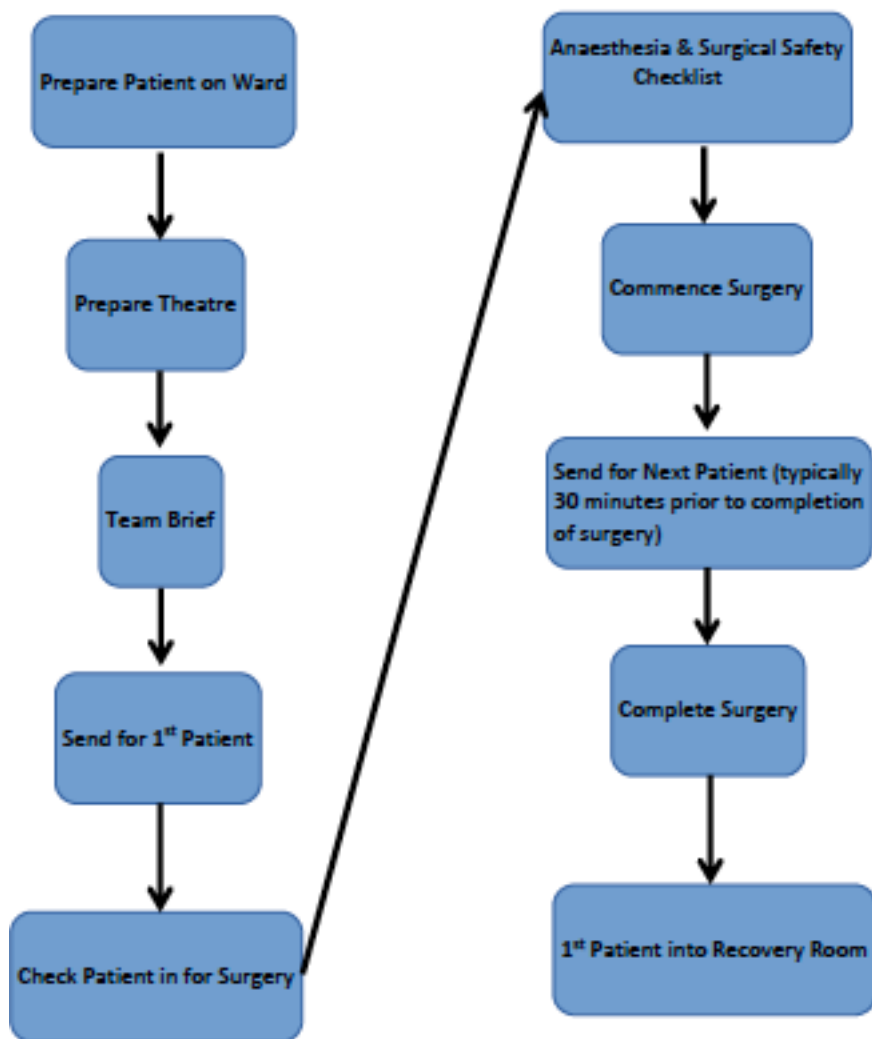 Prepare Patient on Ward
Prepare Theatre
Team Brief
Send for 1st Patient
Check Patient in for Surgery
Anaesthesia & Surgical Safety
Checklist
Commence Surgery
Send for Next Patient (typically
30 minutes prior to completion
of surgery)
Complete Surgery
1st Patient into Recovery Room